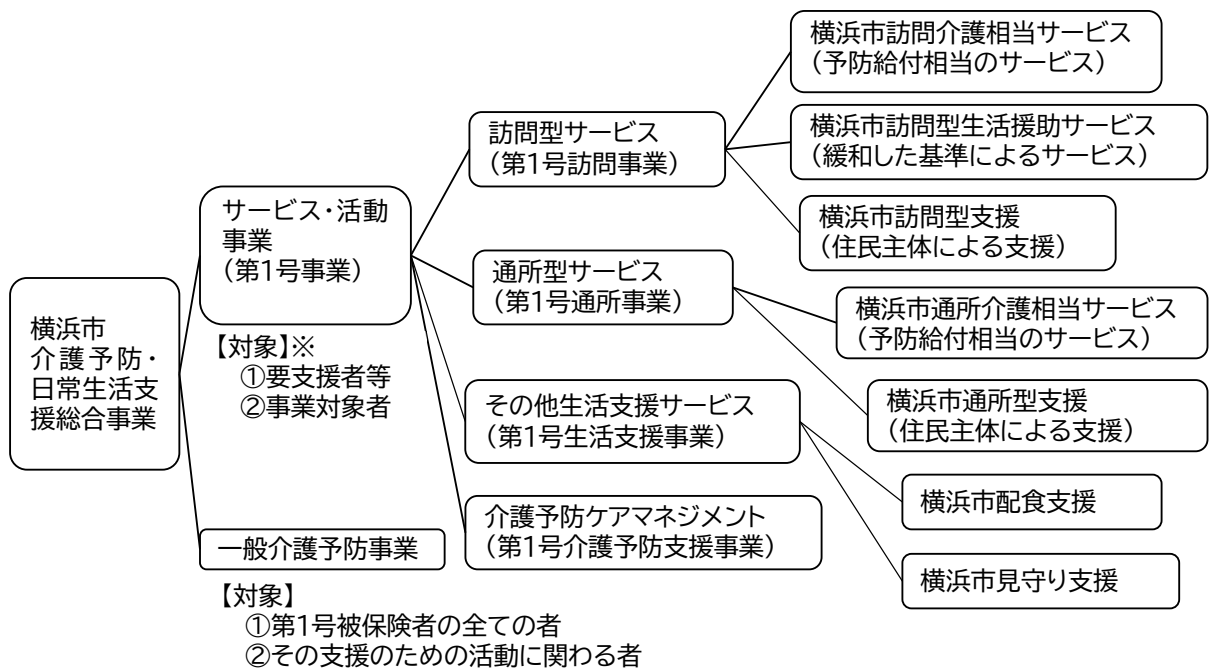 横浜市
介護予防・
日常生活支
援総合事業
サービス・活動
事業
(第1号事業)
【対象】※
①要支援者等
②事業対象者
一般介護予防事業
【対象】
①第1号被保険者の全ての者
②その支援のための活動に関わる者
訪問型サービス
(第1号訪問事業)
通所型サービス
(第1号通所事業)
その他生活支援サービス
(第1号生活支援事業)
介護予防ケアマネジメント
(第1号介護予防支援事業)
横浜市訪問介護相当サービス
(予防給付相当のサービス)
横浜市訪問型生活援助サービス
(緩和した基準によるサービス)
横浜市訪問型支援
(住民主体による支援)
横浜市通所介護相当サービス
(予防給付相当のサービス)
横浜市通所型支援
(住民主体による支援)
横浜市配食支援
横浜市見守り支援